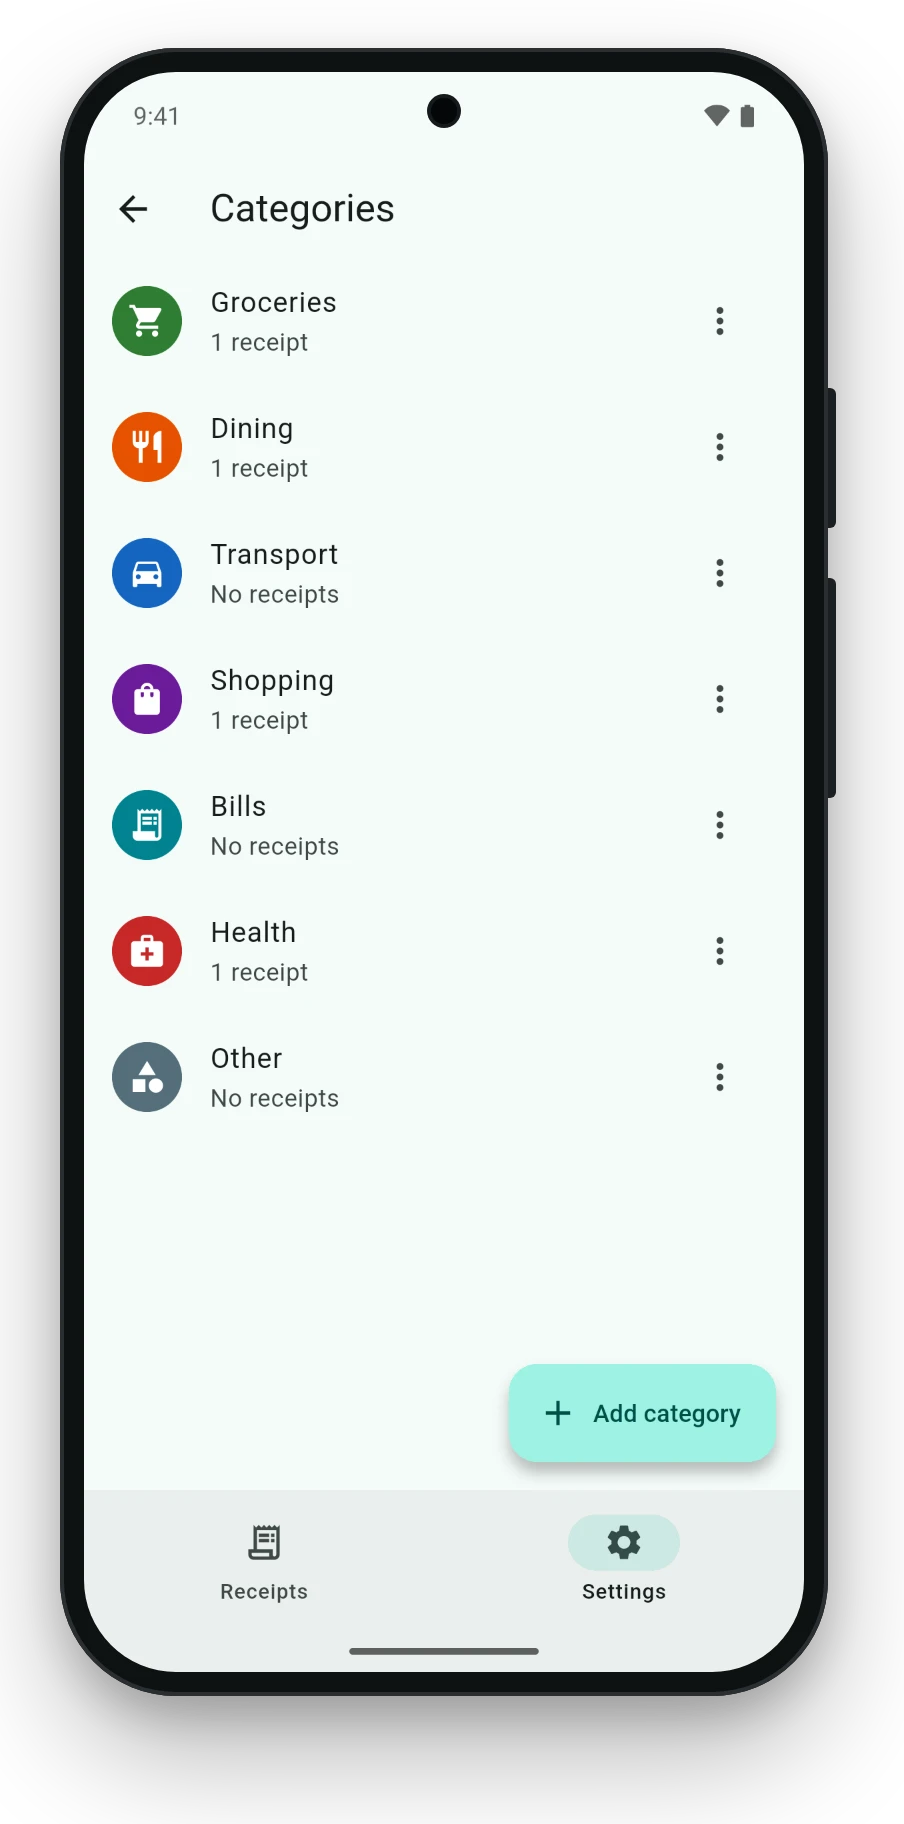 9:41
Categories
Groceries
1 receipt
Dining
1 receipt
Transport
No receipts
Shopping
1 receipt
Bills
No receipts
Health
1 receipt
Other
No receipts
Add category
Receipts
Settings